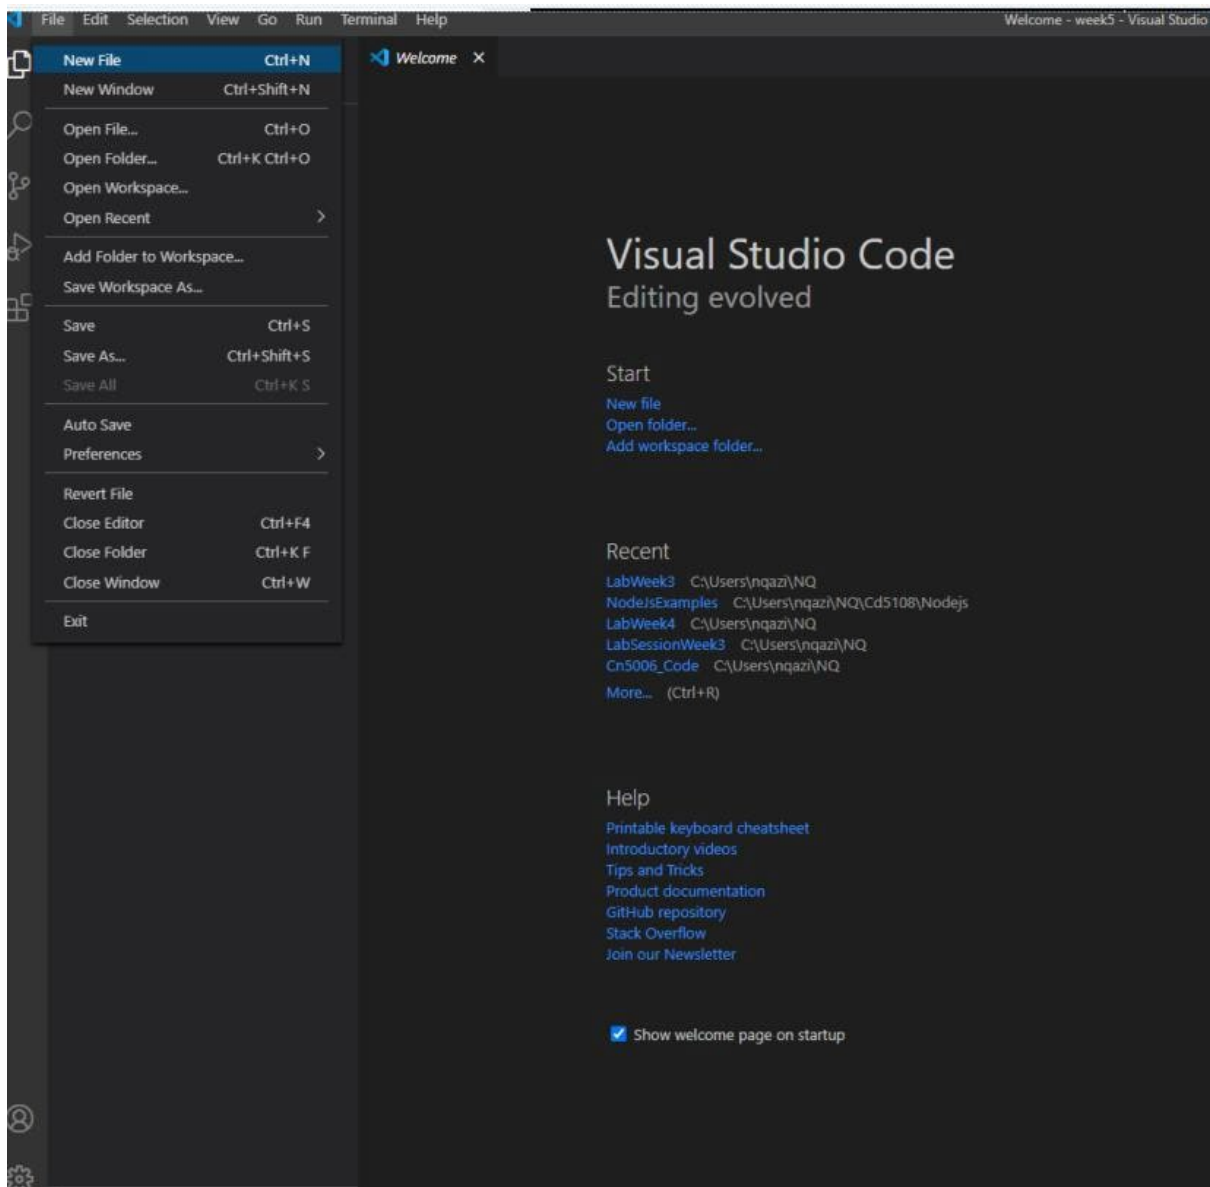 File Edit Selection View Go Run Terminal Help Welcome - week5 - Visual Studio
New File Ctrl+N
Welcome
New Window Ctrl+Shift+N
Open File... Ctrl+O
Open Folder... Ctrl+K Ctrl+O
Open Workspace...
Open Recent
Add Folder to Workspace...
Save Workspace As...
Save Ctrl+S
Save As... Ctrl+Shift+S
Save All Ctrl+K S
Auto Save
Preferences
Revert File
Close Editor Ctrl+F4
Close Folder Ctrl+K F
Close Window Ctrl+W
Exit
Visual Studio Code
Editing evolved
Start
New file
Open folder...
Add workspace folder...
Recent
LabWeek3 C:\Users\nqazi\NQ
NodeJsExamples C:\Users\nqazi\NQ\Cd5108\Nodejs
LabWeek4 C:\Users\nqazi\NQ
LabSessionWeek3 C:\Users\nqazi\NQ
Cn5006_Code C:\Users\nqazi\NQ
More... (Ctrl+R)
Help
Printable keyboard cheatsheet
Introductory videos
Tips and Tricks
Product documentation
GitHub repository
Stack Overflow
Join our Newsletter
Show welcome page on startup